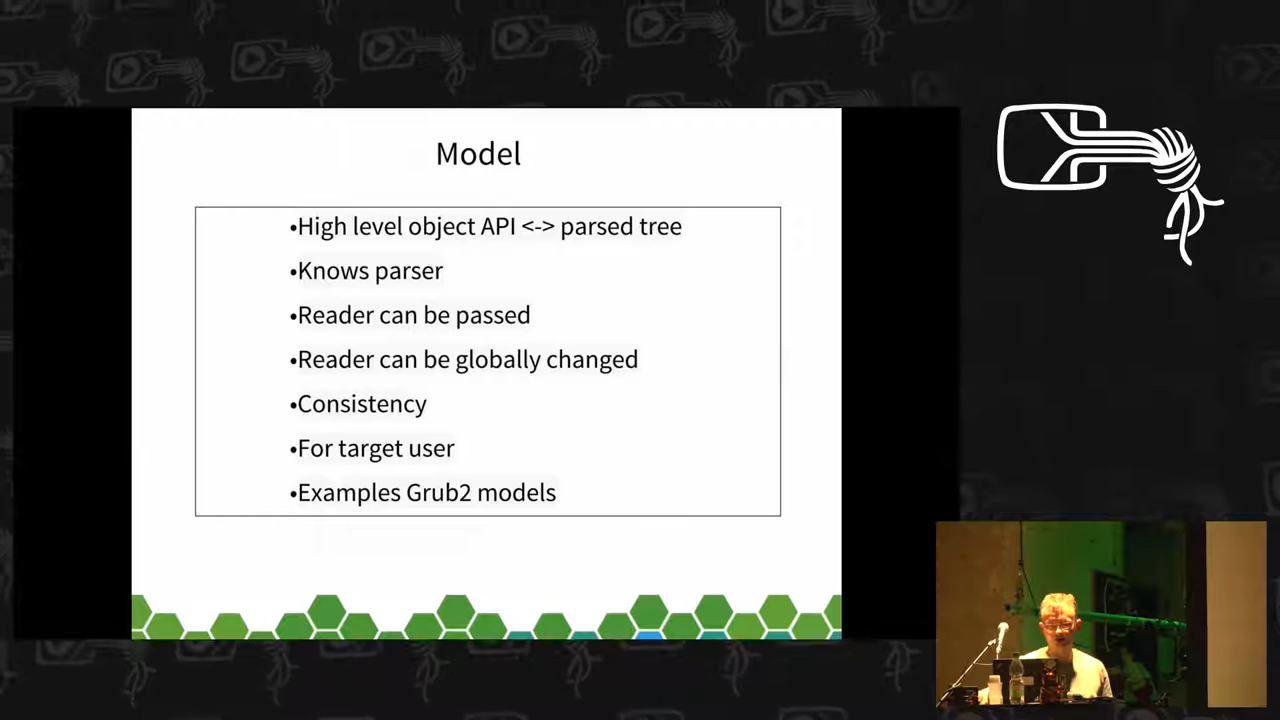 Model
•High level object API <-> parsed tree
•Knows parser
•Reader can be passed
•Reader can be globally changed
•Consistency
•For target user
•Examples Grub2 models